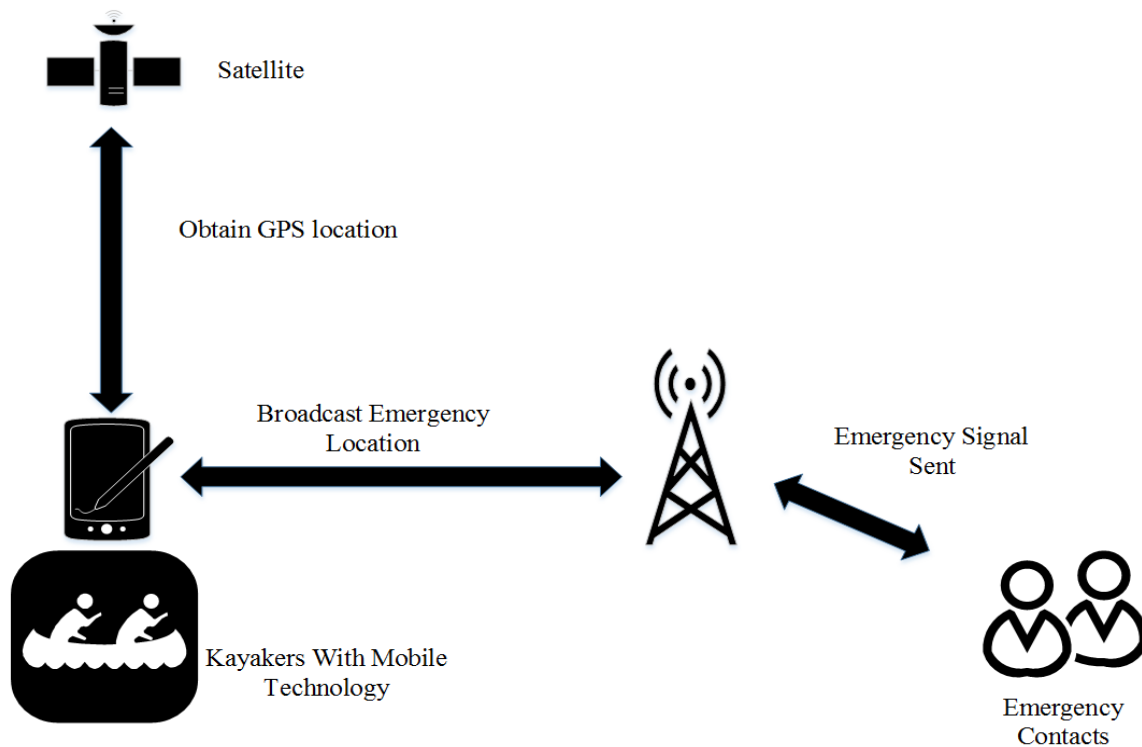 Satellite
Obtain GPS location
Broadcast Emergency
Location
Emergency Signal
Sent
Kayakers With Mobile
Technology
Emergency
Contacts